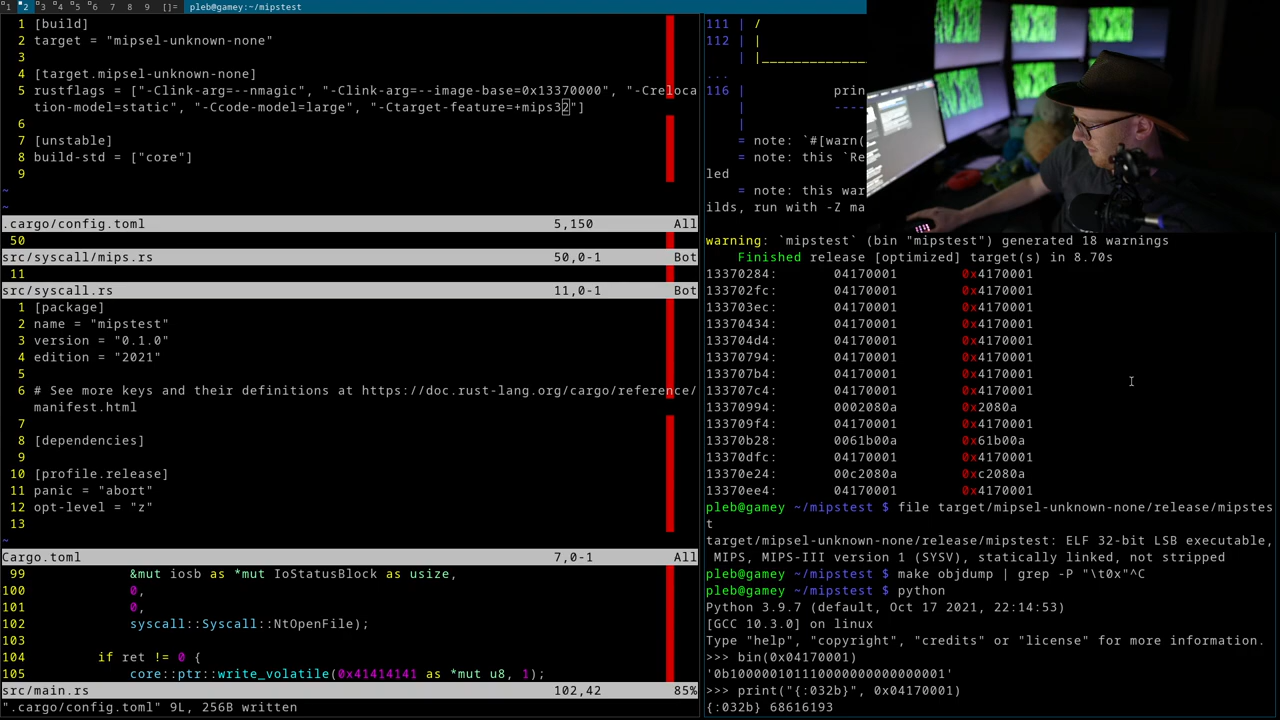 1 2 3 4 5 6 7 8 9 []= pleb@gamey:~/mipstest
1 [build]
2 target = "mipsel-unknown-none"
3
4 [target.mipsel-unknown-none]
5 rustflags = ["-Clink-arg=--nmagic", "-Clink-arg=--image-base=0x13370000", "-Creloca
tion-model=static", "-Ccode-model=large", "-Ctarget-feature=+mips32"]
6
7 [unstable]
8 build-std = ["core"]
9
~
~
.cargo/config.toml 5,150 All
50
src/syscall/mips.rs 50,0-1 Bot
11
src/syscall.rs 11,0-1 Bot
1 [package]
2 name = "mipstest"
3 version = "0.1.0"
4 edition = "2021"
5
6 # See more keys and their definitions at https://doc.rust-lang.org/cargo/reference/
manifest.html
7
8 [dependencies]
9
10 [profile.release]
11 panic = "abort"
12 opt-level = "z"
13
~
Cargo.toml 7,0-1 All
99 &mut iosb as *mut IoStatusBlock as usize,
100 0,
101 0,
102 syscall::Syscall::NtOpenFile);
103
104 if ret != 0 {
105 core::ptr::write_volatile(0x41414141 as *mut u8, 1);
src/main.rs 102,42 85%
".cargo/config.toml" 9L, 256B written
111 | /
112 | |
| |______________
...
116 | prin
| ----
|
= note: `#[warn(
= note: this `Re
led
= note: this war
ilds, run with -Z ma
warning: `mipstest` (bin "mipstest") generated 18 warnings
Finished release [optimized] target(s) in 8.70s
13370284: 04170001 0x4170001
133702fc: 04170001 0x4170001
133703ec: 04170001 0x4170001
13370434: 04170001 0x4170001
133704d4: 04170001 0x4170001
13370794: 04170001 0x4170001
133707b4: 04170001 0x4170001
133707c4: 04170001 0x4170001
13370994: 0002080a 0x2080a
133709f4: 04170001 0x4170001
13370b28: 0061b00a 0x61b00a
13370dfc: 04170001 0x4170001
13370e24: 00c2080a 0xc2080a
13370ee4: 04170001 0x4170001
pleb@gamey ~/mipstest $ file target/mipsel-unknown-none/release/mipstes
t
target/mipsel-unknown-none/release/mipstest: ELF 32-bit LSB executable,
MIPS, MIPS-III version 1 (SYSV), statically linked, not stripped
pleb@gamey ~/mipstest $ make objdump | grep -P "\t0x"^C
pleb@gamey ~/mipstest $ python
Python 3.9.7 (default, Oct 17 2021, 22:14:53)
[GCC 10.3.0] on linux
Type "help", "copyright", "credits" or "license" for more information.
>>> bin(0x04170001)
'0b100000101110000000000000001'
>>> print("{:032b}", 0x04170001)
{:032b} 68616193